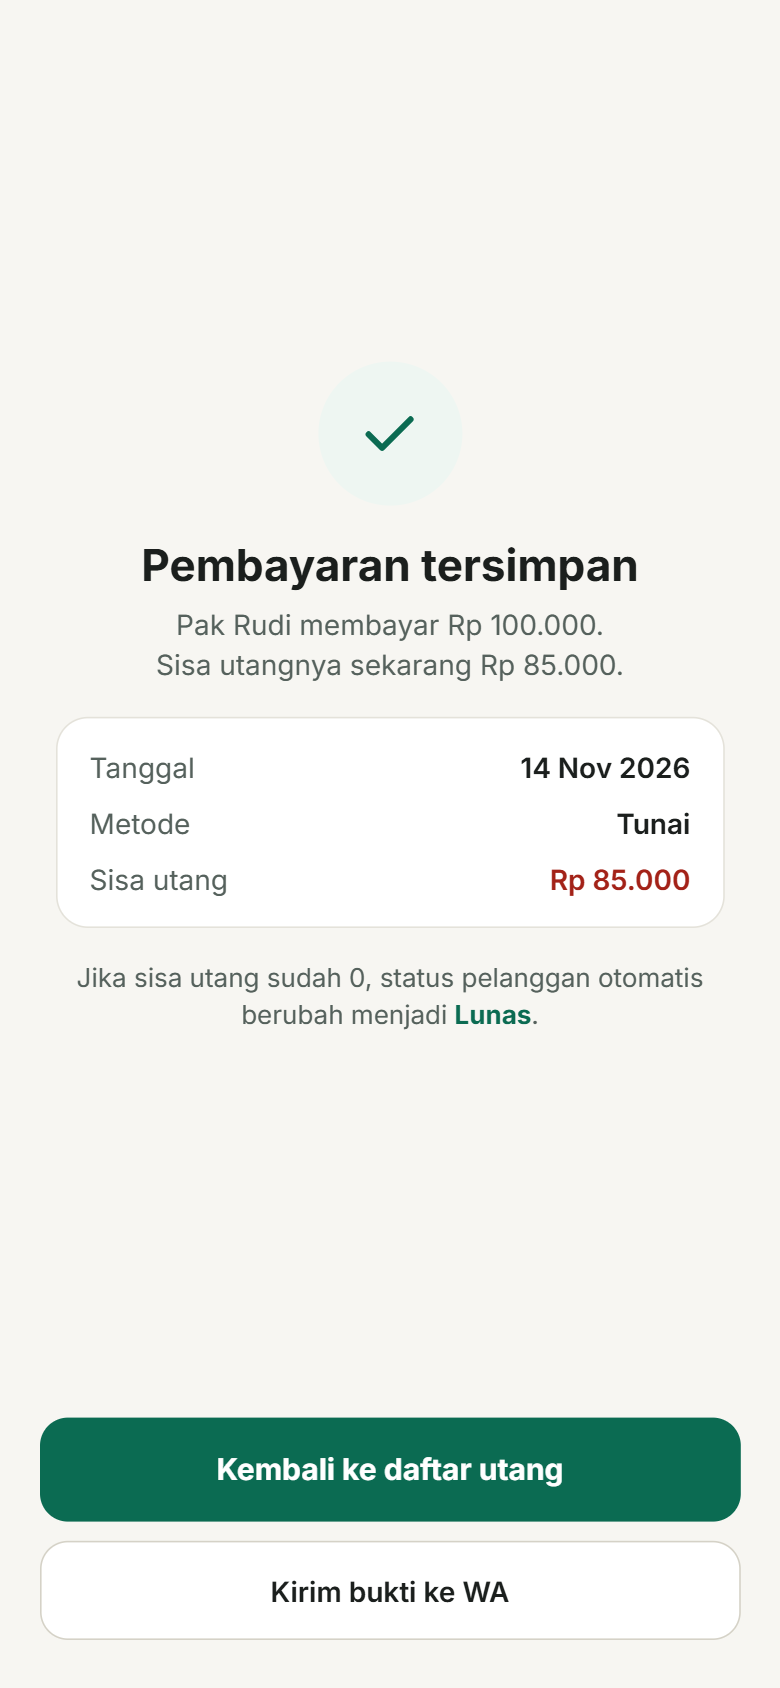 Pembayaran tersimpan
Pak Rudi membayar Rp 100.000.
Sisa utangnya sekarang Rp 85.000.
Tanggal 14 Nov 2026
Metode Tunai
Sisa utang Rp 85.000
Jika sisa utang sudah 0, status pelanggan otomatis
berubah menjadi Lunas.
Kembali ke daftar utang
Kirim bukti ke WA